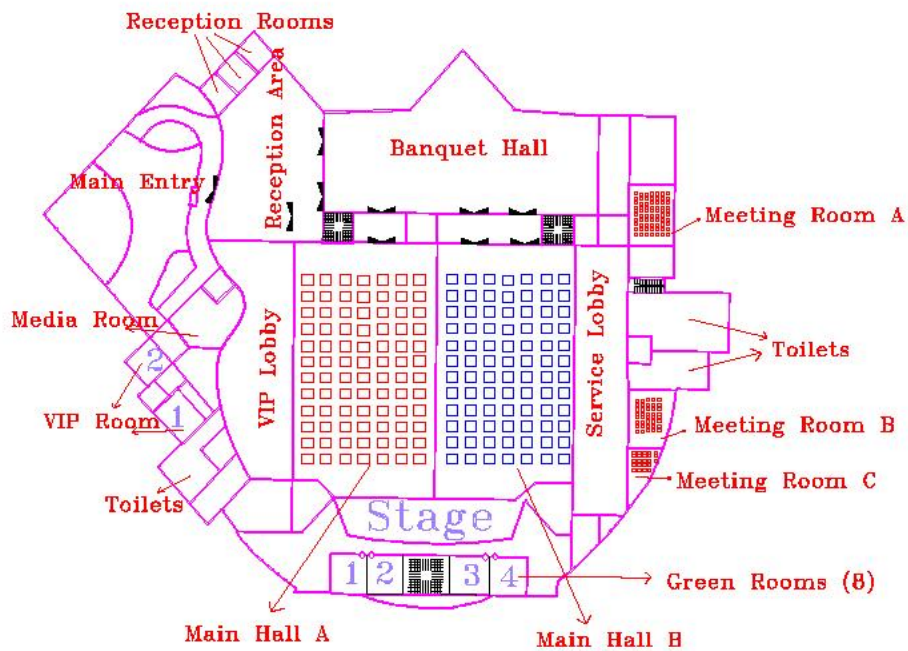 Reception Rooms
Reception Area
Banquet Hall
Main Entry
Meeting Room A
Media Room
VIP Lobby
Service Lobby
Toilets
2
VIP Room
1
Meeting Room B
Toilets
Meeting Room C
Stage
1 2 3 4
Green Rooms (8)
Main Hall A
Main Hall B